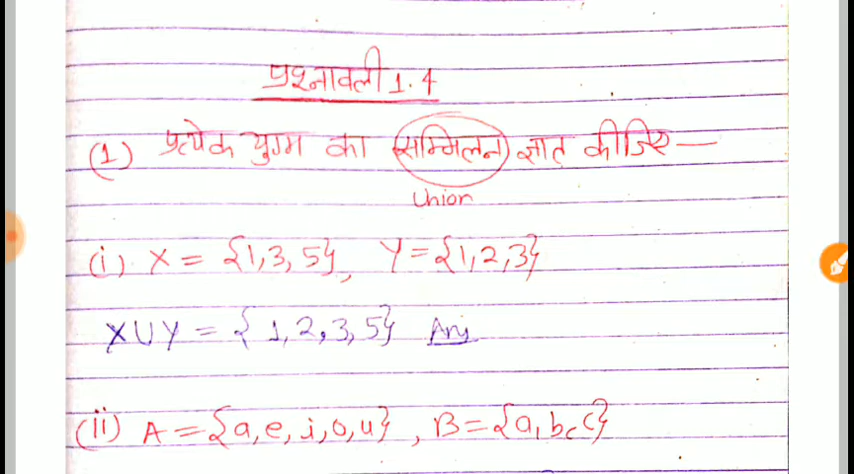 प्रश्नावली 1.4
(1) प्रत्येक युग्म का सम्मिलन ज्ञात कीजिए —
Union
(i) X = {1,3,5}, Y={1,2,3}
XUY = {1,2,3,5} Ans
(ii) A = {a,e,i,o,u}, B={a,b,c}